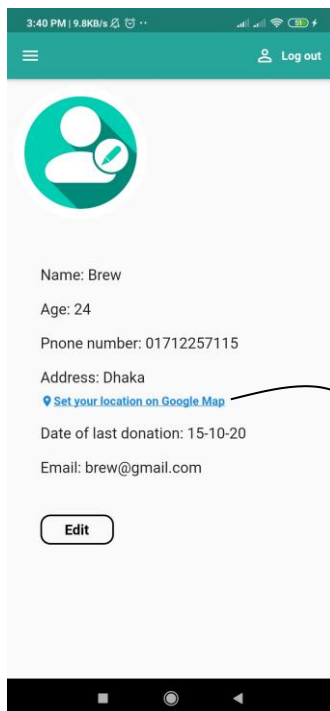 3:40 PM | 9.8KB/s
51
Log out
Name: Brew
Age: 24
Pnone number: 01712257115
Address: Dhaka
Set your location on Google Map
Date of last donation: 15-10-20
Email: brew@gmail.com
Edit